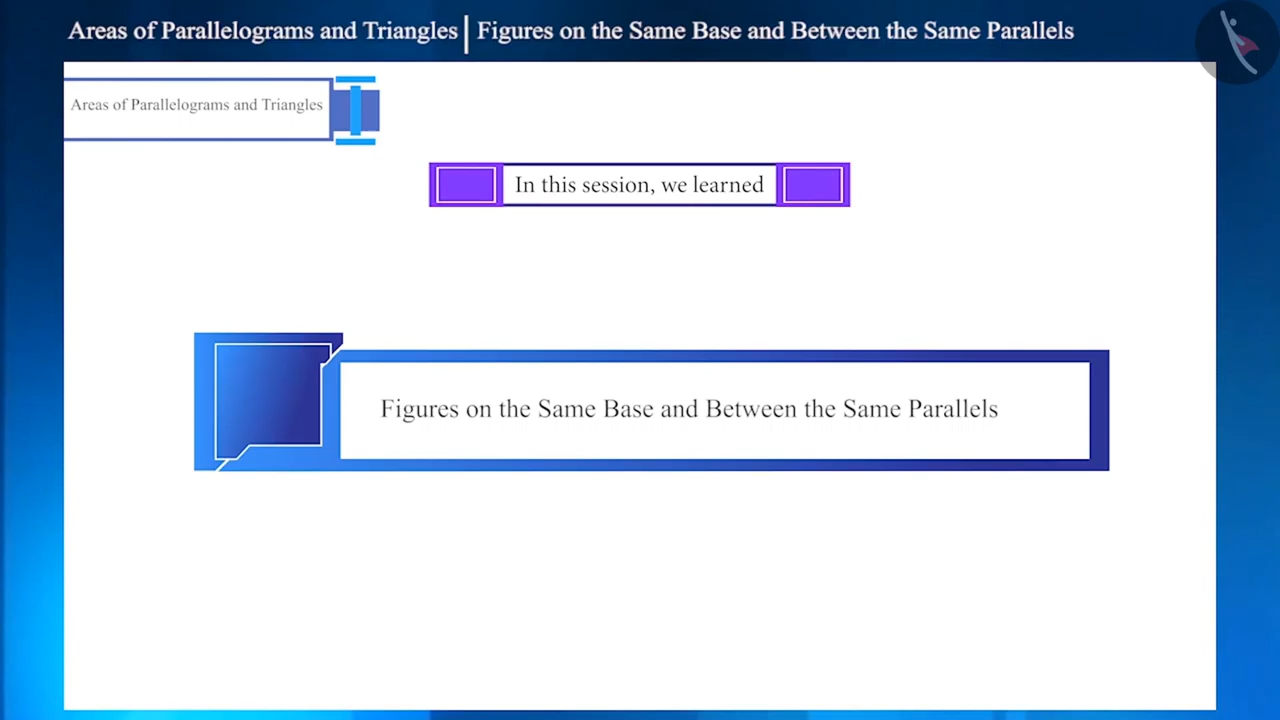 Areas of Parallelograms and Triangles | Figures on the Same Base and Between the Same Parallels
Areas of Parallelograms and Triangles
In this session, we learned
Figures on the Same Base and Between the Same Parallels